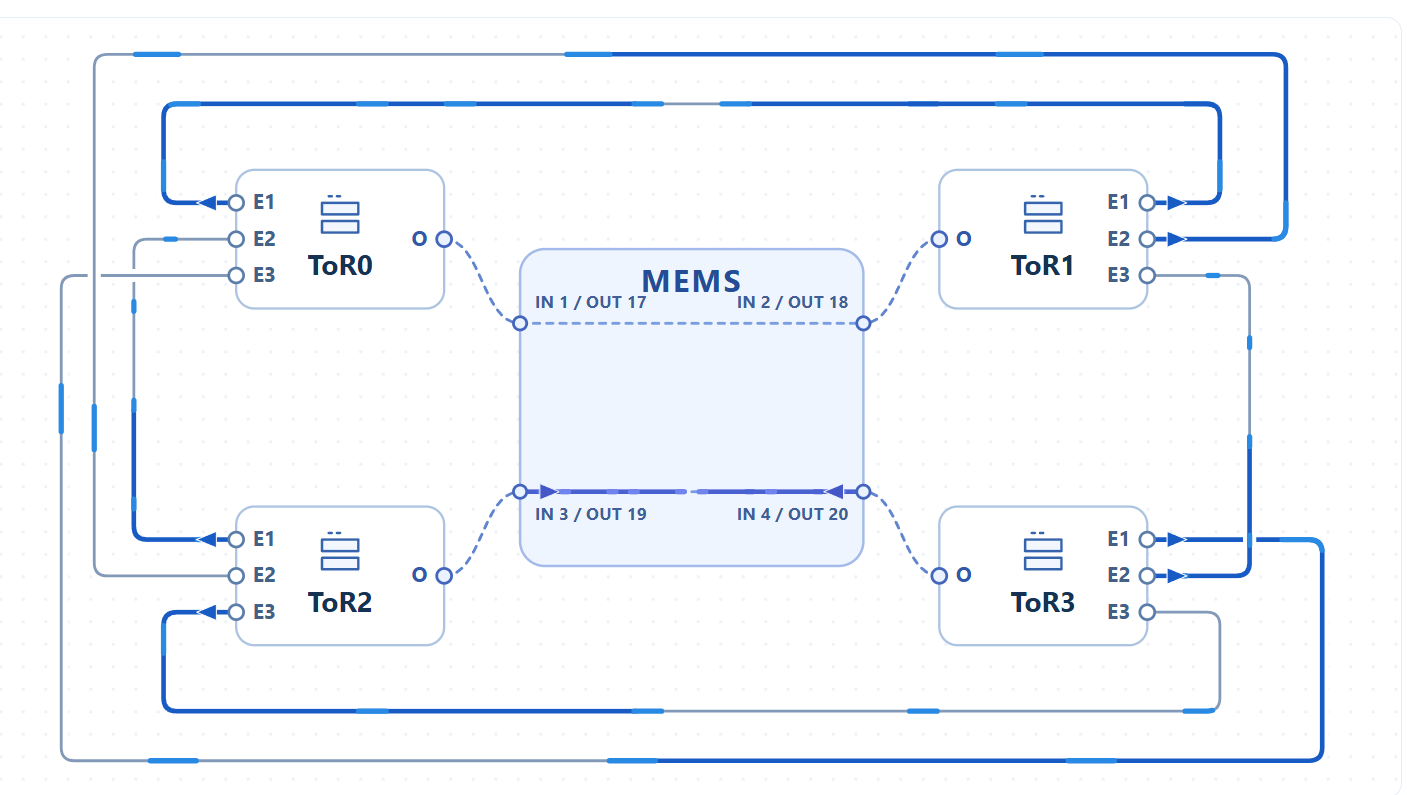 E1
E2
E3
ToR0
O
E1
E2
E3
ToR1
O
MEMS
IN 1 / OUT 17
IN 2 / OUT 18
IN 3 / OUT 19
IN 4 / OUT 20
E1
E2
E3
ToR2
O
E1
E2
E3
ToR3
O